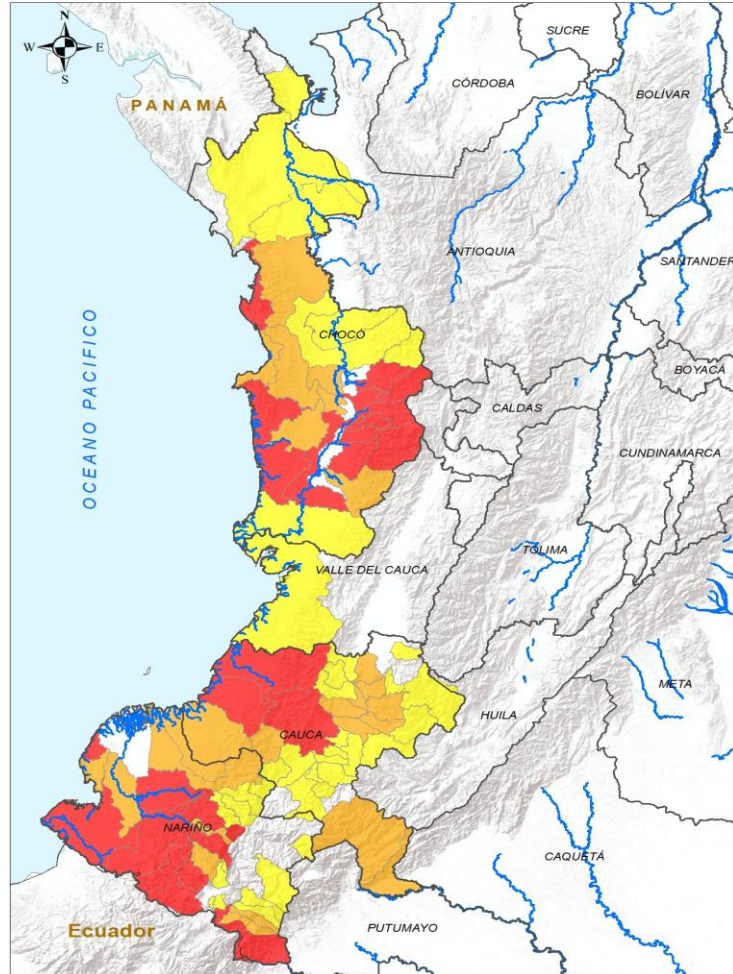 N
W E
S
PANAMÁ
SUCRE
CÓRDOBA
BOLÍVAR
ANTIOQUIA
SANTANDER
OCEANO PACIFICO
CHOCÓ
BOYACÁ
CALDAS
CUNDINAMARCA
TOLIMA
VALLE DEL CAUCA
META
HUILA
CAUCA
NARIÑO
CAQUETÁ
Ecuador
PUTUMAYO